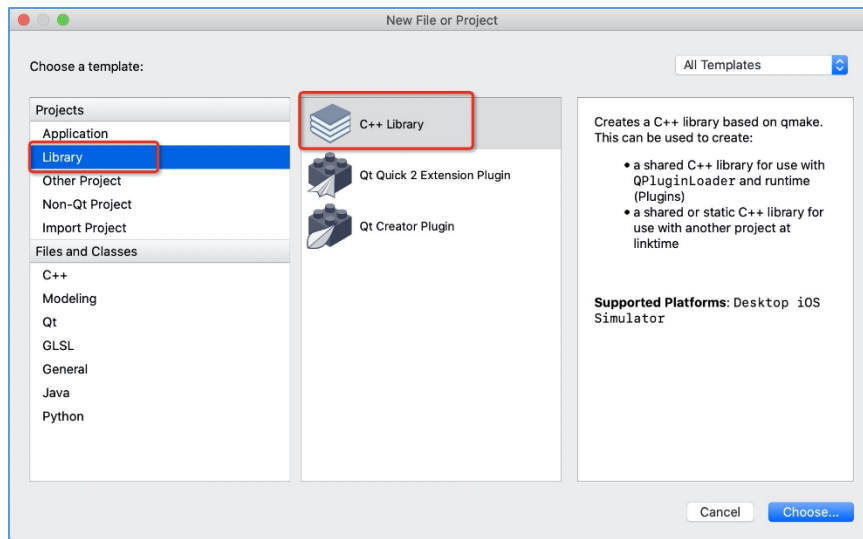 New File or Project
Choose a template:
All Templates
Projects
Application
Library
Other Project
Non-Qt Project
Import Project
Files and Classes
C++
Modeling
Qt
GLSL
General
Java
Python
C++ Library
Qt Quick 2 Extension Plugin
Qt Creator Plugin
Creates a C++ library based on qmake.
This can be used to create:
• a shared C++ library for use with
QPluginLoader and runtime
(Plugins)
• a shared or static C++ library for
use with another project at
linktime
Supported Platforms: Desktop iOS
Simulator
Cancel
Choose...